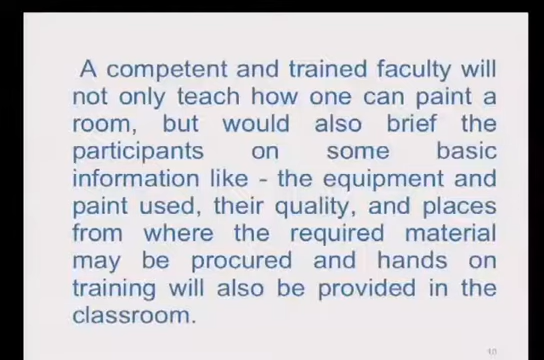 A competent and trained faculty will
not only teach how one can paint a
room, but would also brief the
participants on some basic
information like - the equipment and
paint used, their quality, and places
from where the required material
may be procured and hands on
training will also be provided in the
classroom.
10